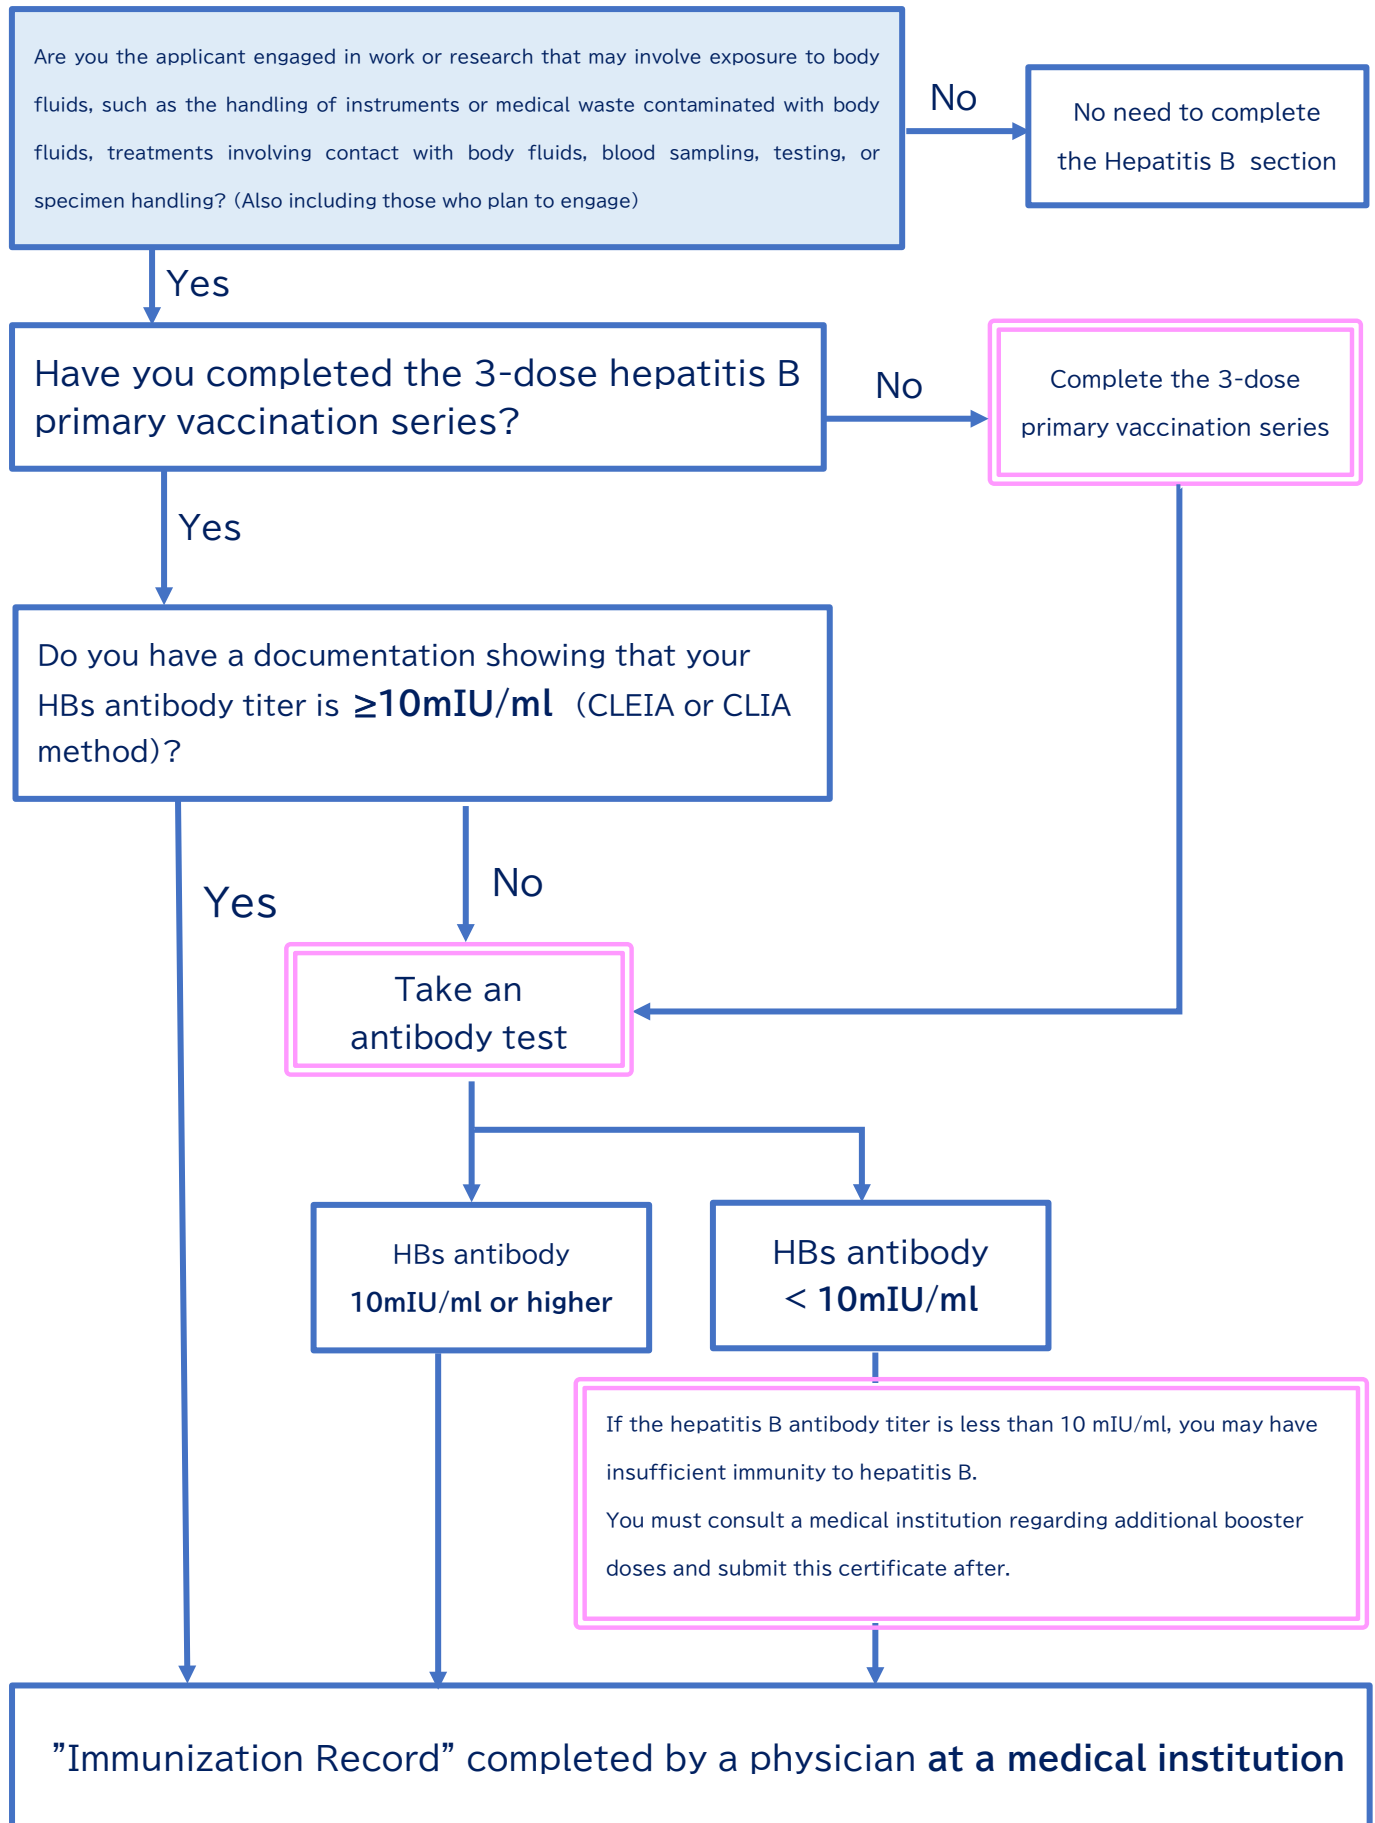 Are you the applicant engaged in work or research that may involve exposure to body
fluids, such as the handling of instruments or medical waste contaminated with body
fluids, treatments involving contact with body fluids, blood sampling, testing, or
specimen handling? (Also including those who plan to engage)
No
No need to complete
the Hepatitis B section
Yes
Have you completed the 3-dose hepatitis B
primary vaccination series?
No
Complete the 3-dose
primary vaccination series
Yes
Do you have a documentation showing that your
HBs antibody titer is ≥10mIU/ml (CLEIA or CLIA
method)?
Yes
No
Take an
antibody test
HBs antibody
10mIU/ml or higher
HBs antibody
< 10mIU/ml
If the hepatitis B antibody titer is less than 10 mIU/ml, you may have
insufficient immunity to hepatitis B.
You must consult a medical institution regarding additional booster
doses and submit this certificate after.
”Immunization Record” completed by a physician at a medical institution